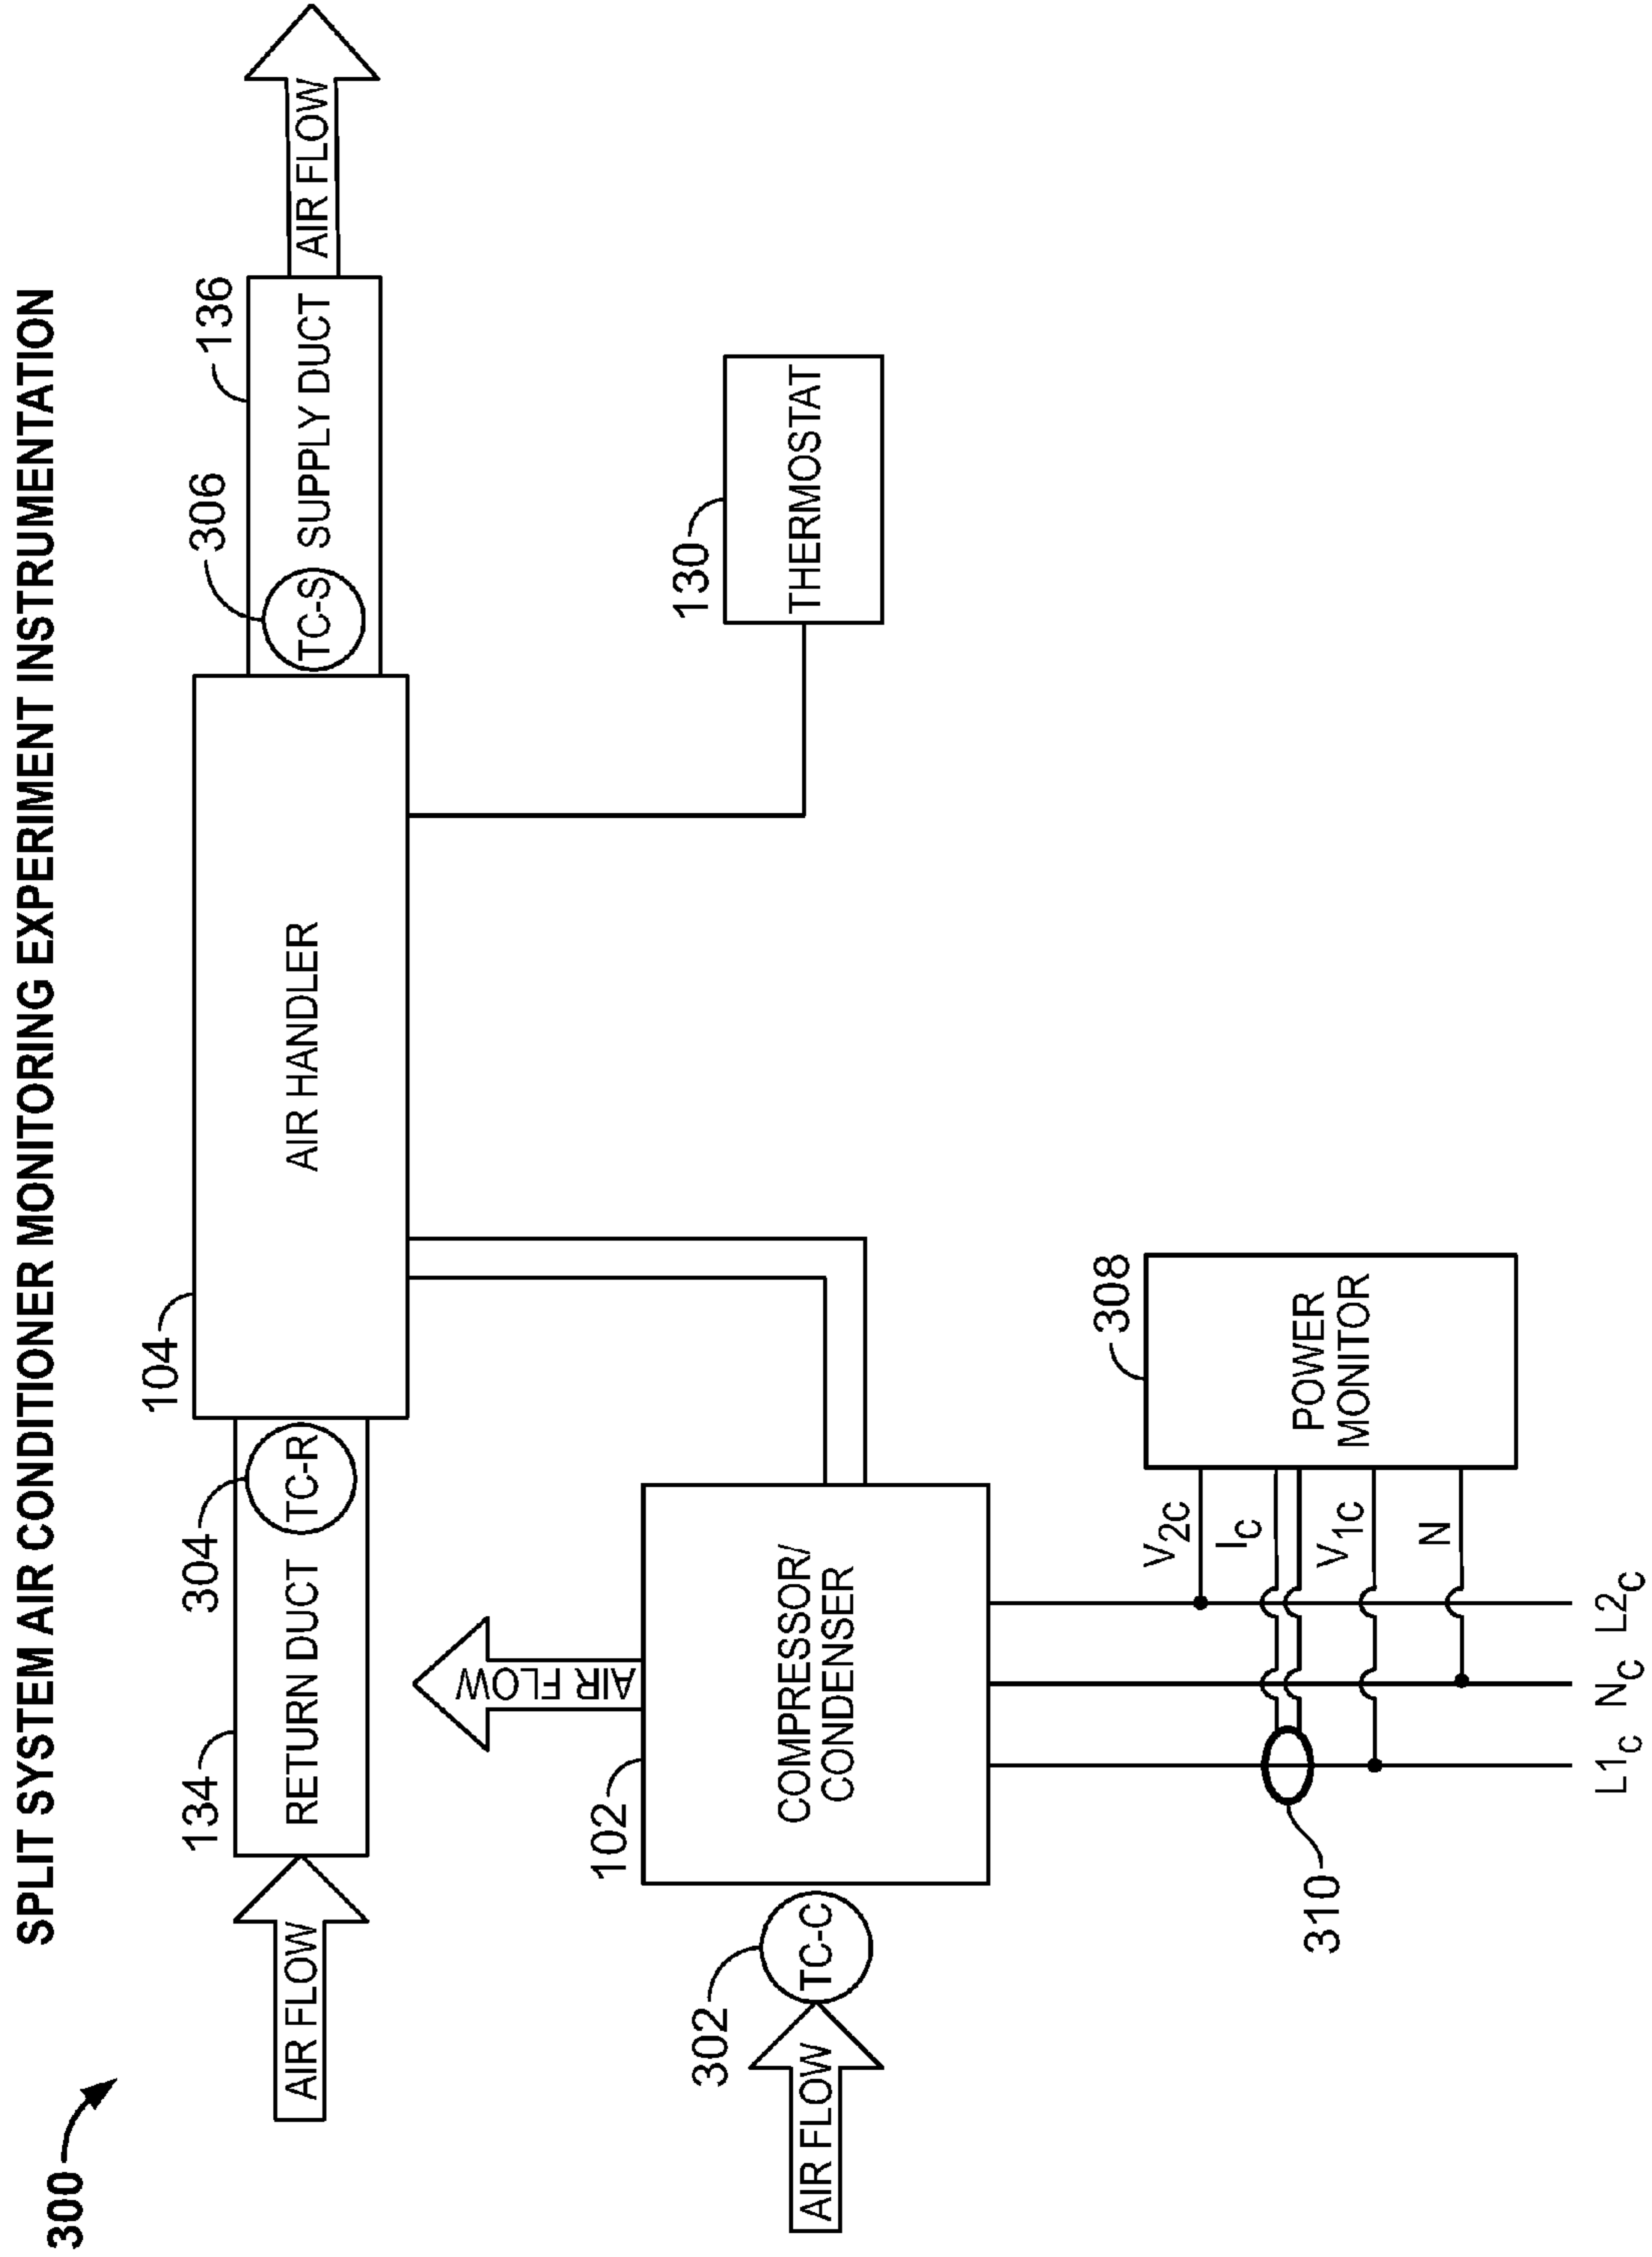 SPLIT SYSTEM AIR CONDITIONER MONITORING EXPERIMENT INSTRUMENTATION
300
AIR FLOW
134
RETURN DUCT
304
TC-R
104
AIR HANDLER
306
TC-S
SUPPLY DUCT
136
AIR FLOW
AIR FLOW
302
TC-C
102
COMPRESSOR/
CONDENSER
AIR FLOW
130
THERMOSTAT
308
POWER
MONITOR
V2C
IC
V1C
N
310
L1C
NC
L2C